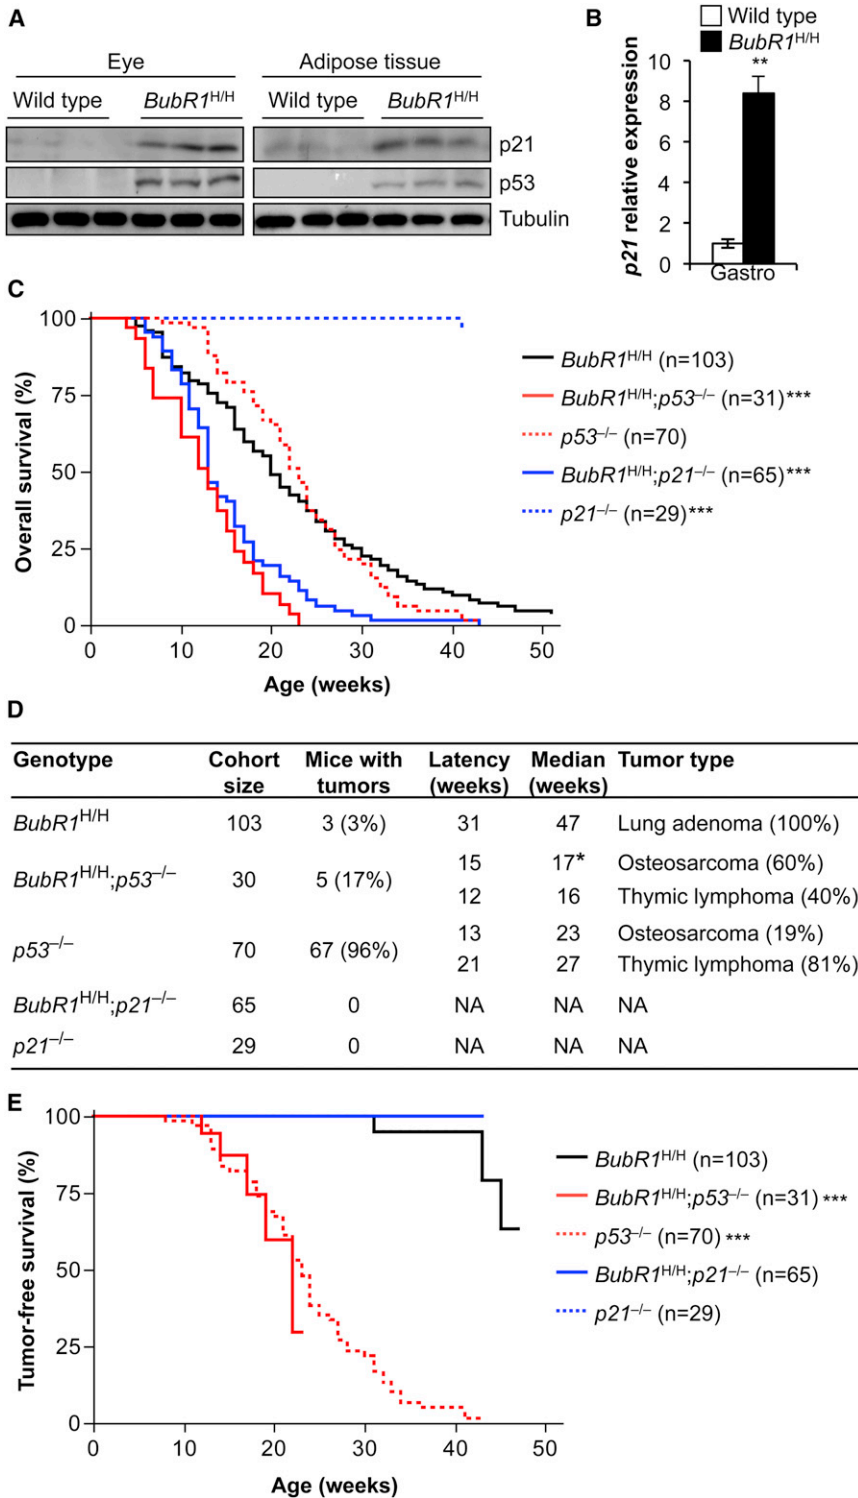 A
Eye
Adipose tissue
Wild type
BubR1H/H
Wild type
BubR1H/H
p21
p53
Tubulin
B
Wild type
BubR1H/H
**
p21 relative expression
10
8
6
4
2
0
Gastro
C
Overall survival (%)
100
75
50
25
0
0 10 20 30 40 50
Age (weeks)
BubR1H/H (n=103)
BubR1H/H;p53–/– (n=31)***
p53–/– (n=70)
BubR1H/H;p21–/– (n=65)***
p21–/– (n=29)***
D
Genotype Cohort size Mice with tumors Latency (weeks) Median (weeks) Tumor type
BubR1H/H 103 3 (3%) 31 47 Lung adenoma (100%)
BubR1H/H;p53–/– 30 5 (17%) 15 17* Osteosarcoma (60%)
12 16 Thymic lymphoma (40%)
p53–/– 70 67 (96%) 13 23 Osteosarcoma (19%)
21 27 Thymic lymphoma (81%)
BubR1H/H;p21–/– 65 0 NA NA NA
p21–/– 29 0 NA NA NA
E
Tumor-free survival (%)
100
75
50
25
0
0 10 20 30 40 50
Age (weeks)
BubR1H/H (n=103)
BubR1H/H;p53–/– (n=31) ***
p53–/– (n=70) ***
BubR1H/H;p21–/– (n=65)
p21–/– (n=29)